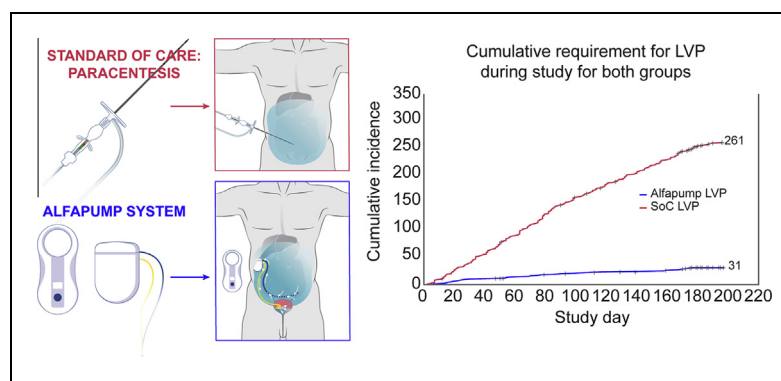 STANDARD OF CARE:
PARACENTESIS
ALFAPUMP SYSTEM
Cumulative requirement for LVP
during study for both groups
Cumulative incidence
350
300
250
200
150
100
50
0
261
Alfapump LVP
SoC LVP
31
0 20 40 60 80 100 120 140 160 180 200 220
Study day